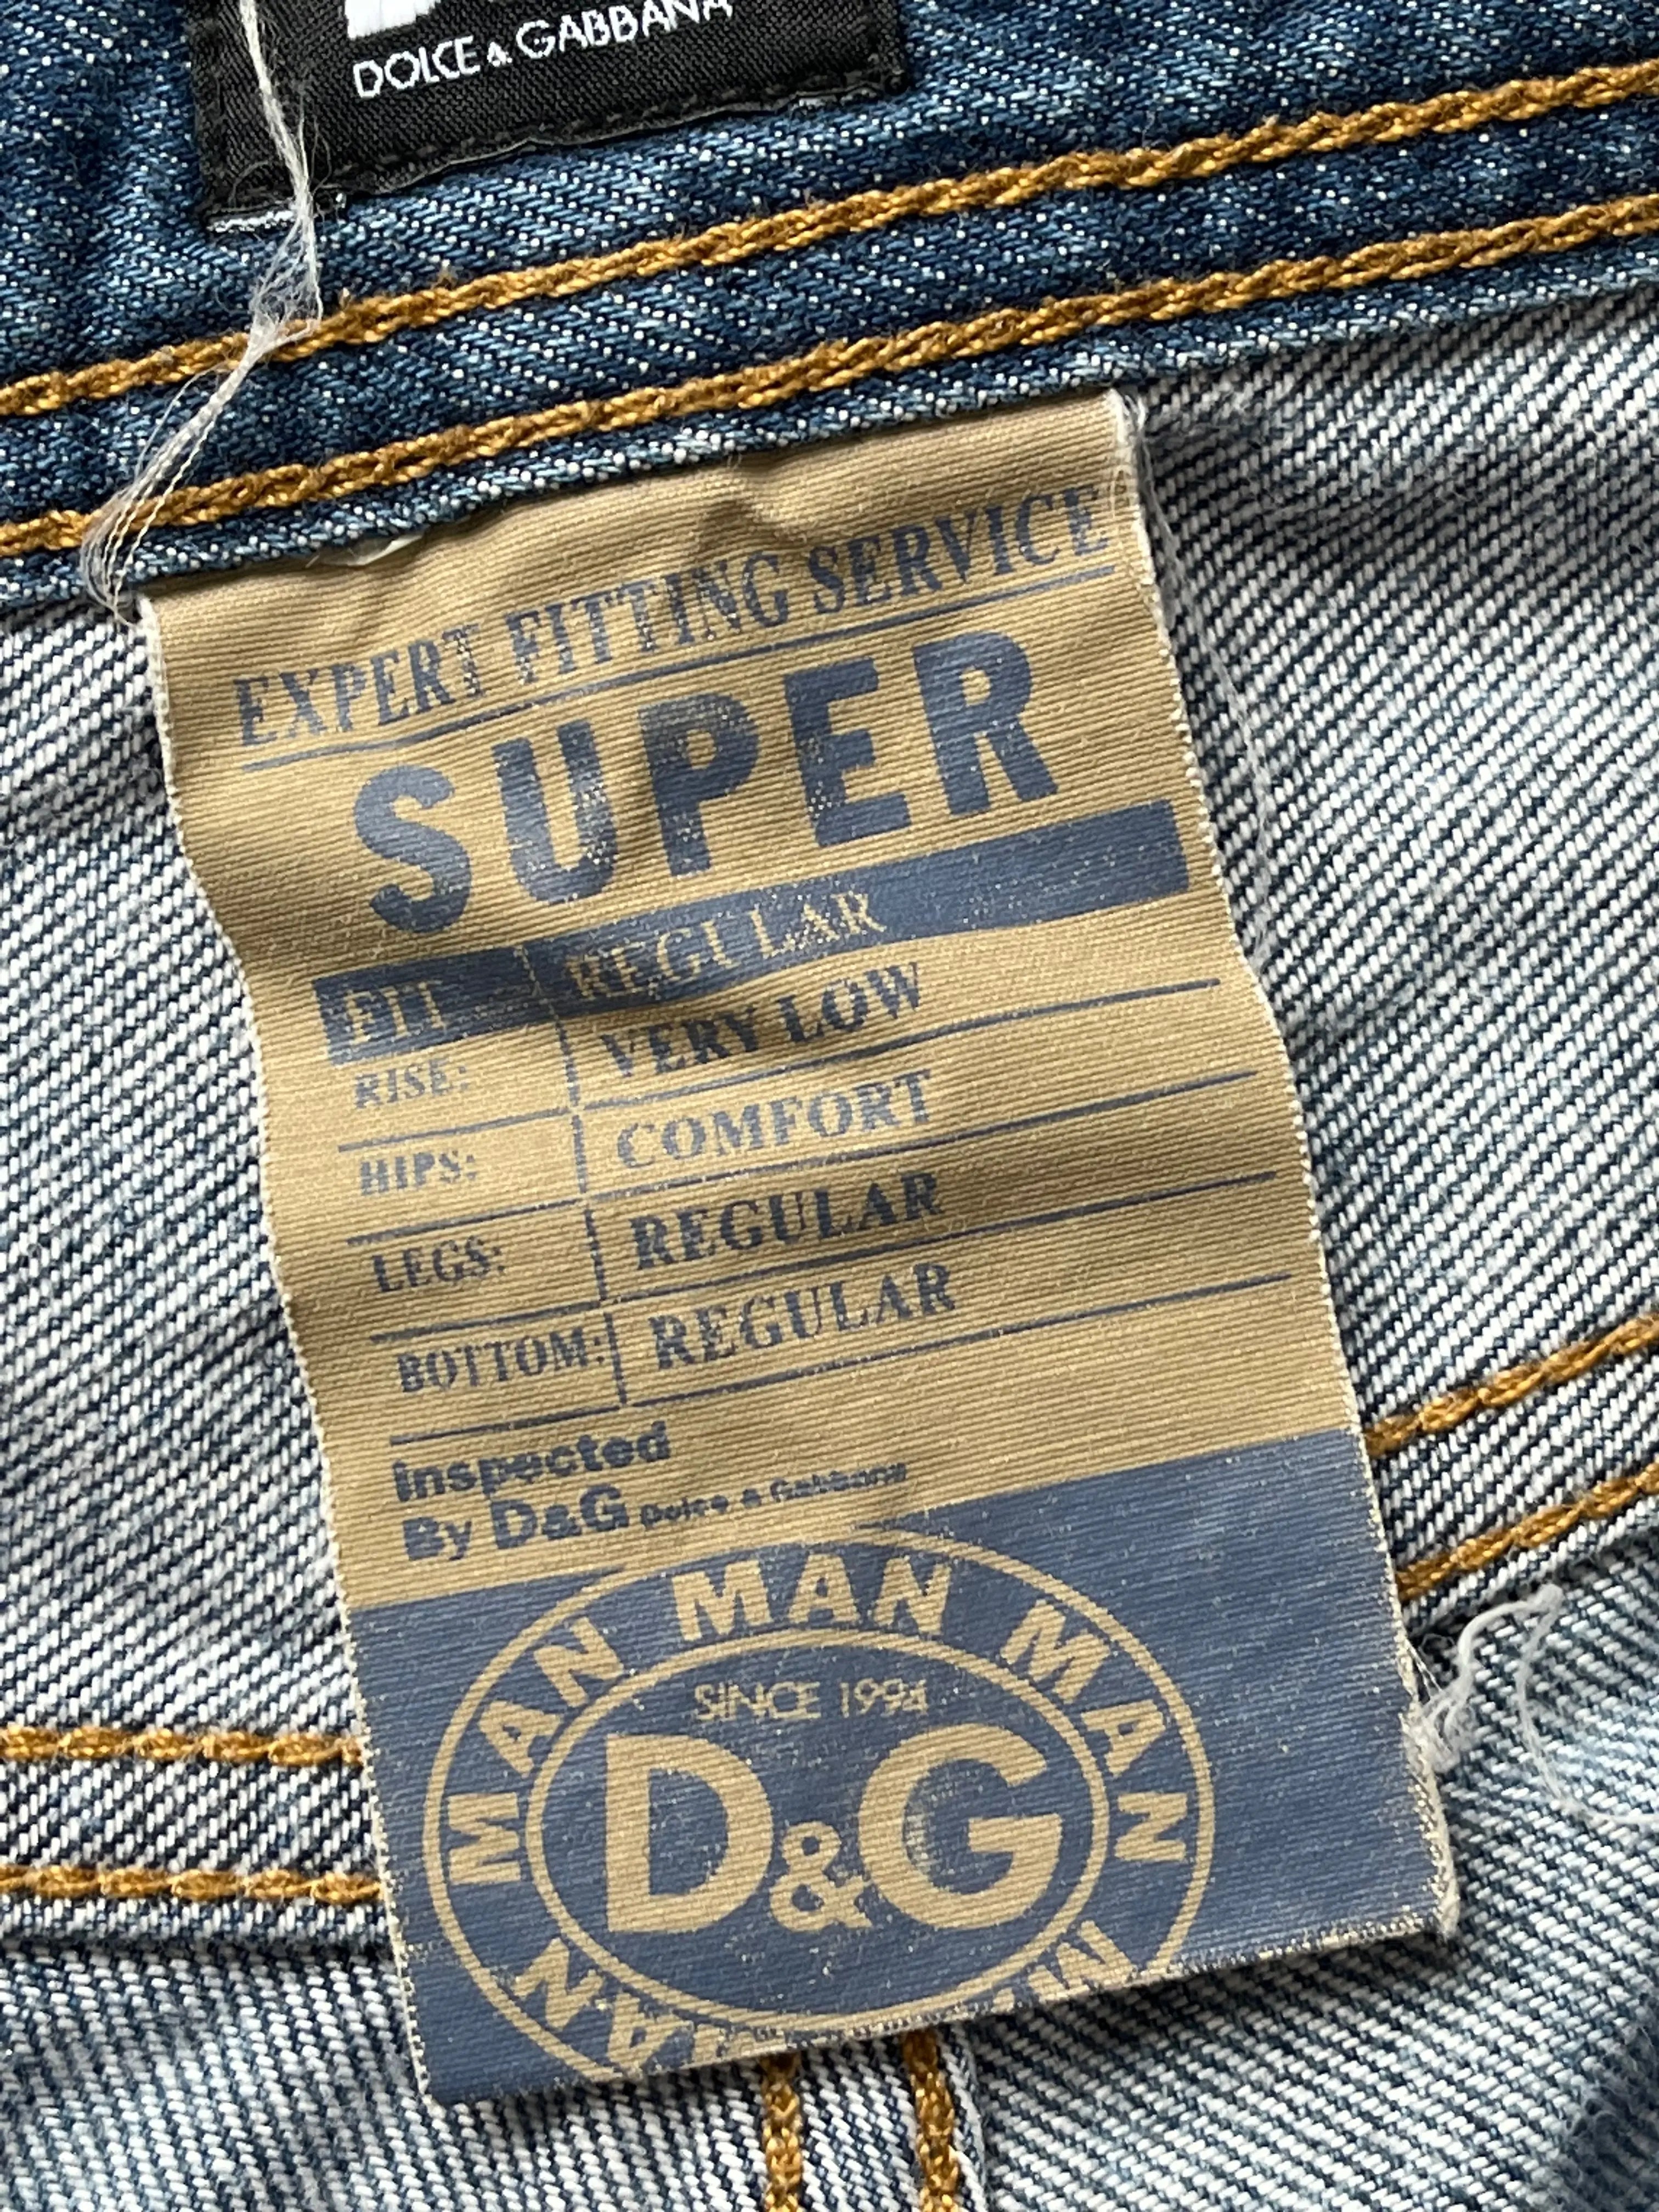 DOLCE & GABBANA
EXPERT FITTING SERVICE
SUPER
FIT REGULAR
RISE: VERY LOW
HIPS: COMFORT
LEGS: REGULAR
BOTTOM: REGULAR
Inspected
By D&G Dolce & Gabbana
MAN MAN MAN
SINCE 1994
D&G
MAN